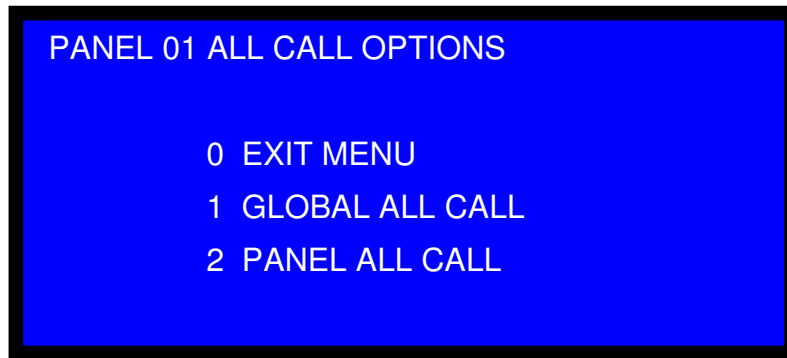 PANEL 01 ALL CALL OPTIONS
0 EXIT MENU
1 GLOBAL ALL CALL
2 PANEL ALL CALL